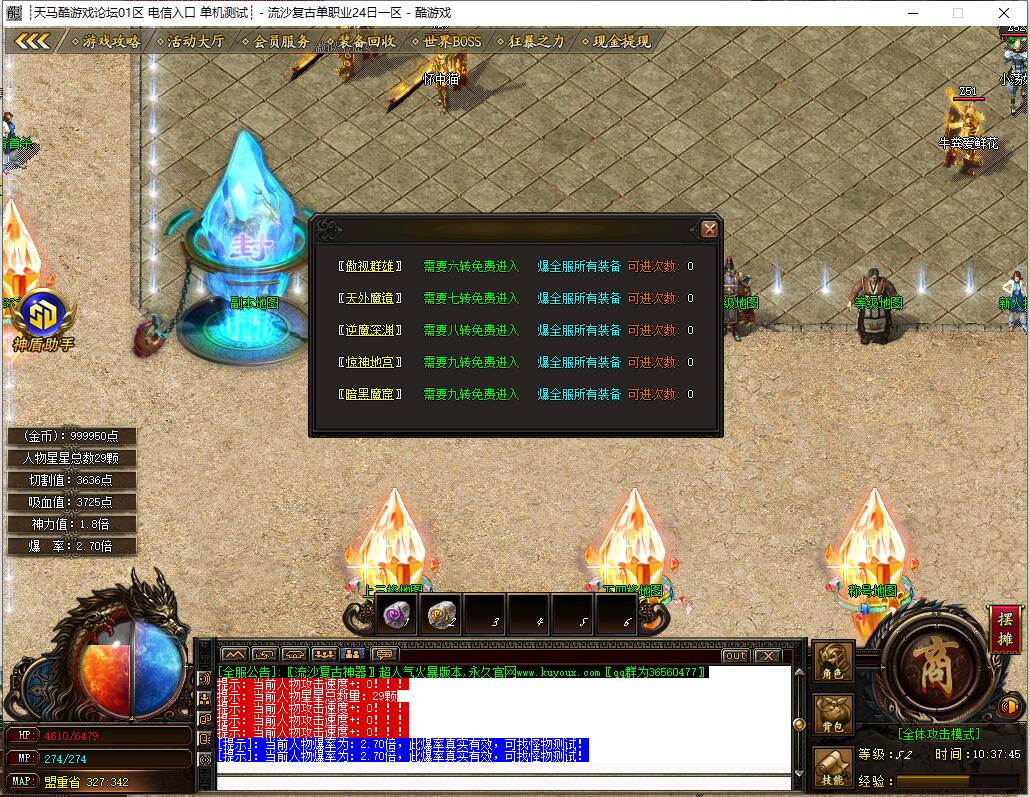 天马酷游戏论坛01区 电信入口 单机测试 - 流沙复古单职业24日一区 - 酷游戏
游戏攻略 活动大厅 会员服务 装备回收 世界BOSS 狂暴之力 现金提现
怀中猫
Z51
牛粪爱鲜花
封
副本地图
神盾助手
等级地图
〖傲视群雄〗 需要六转免费进入 爆全服所有装备 可进次数: 0
〖天外魔镜〗 需要七转免费进入 爆全服所有装备 可进次数: 0
〖逆魔深渊〗 需要八转免费进入 爆全服所有装备 可进次数: 0
〖惊神地宫〗 需要九转免费进入 爆全服所有装备 可进次数: 0
〖暗黑魔窟〗 需要九转免费进入 爆全服所有装备 可进次数: 0
(金币): 999950点
人物星星总数29颗
切割值: 3636点
吸血值: 3725点
神力值: 1.8倍
爆 率: 2.70倍
称号地图
1 2 3 4 5 6
摆摊
OUT
[全服公告]:〖流沙复古神器〗超人气火暴版本,永久官网www.kuyoux.com〖qq群为36560477〗
提示: 当前人物攻击速度+: 0! ! !
提示: 当前人物星星总数量: 29颗
提示: 当前人物攻击速度+: 0! ! !
提示: 当前人物攻击速度+: 0! ! !
提示: 当前人物攻击速度+: 0! ! !
[提示]: 当前人物爆率为: 2.70倍, 此爆率真实有效, 可找怪物测试!
[提示]: 当前人物爆率为: 2.70倍, 此爆率真实有效, 可找怪物测试!
角色
背包
技能
商
[全体攻击模式]
等级: 52 时间: 10:37:45
经验:
HP: 4610/6479
MP: 274/274
MAP: 盟重省 327:342